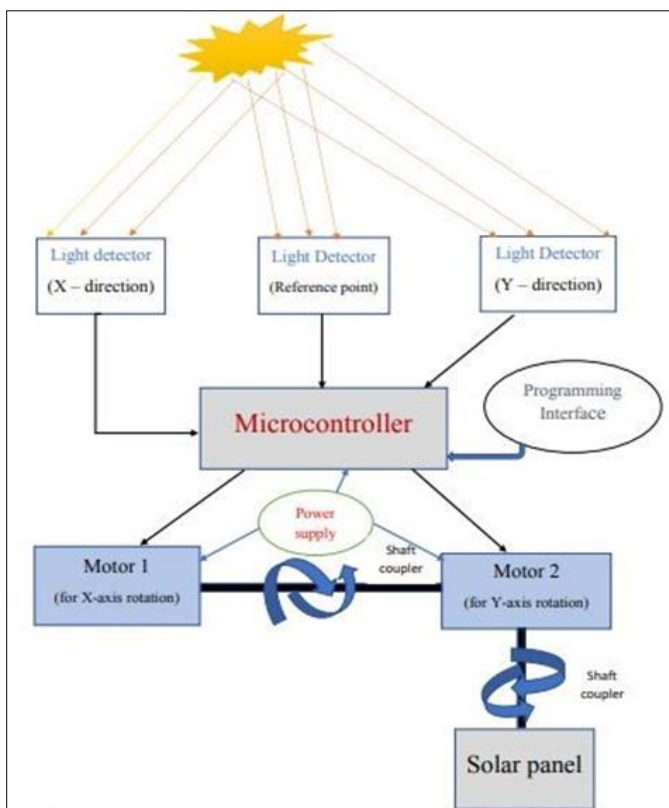 Light detector
(X – direction)
Light Detector
(Reference point)
Light Detector
(Y – direction)
Programming
Interface
Microcontroller
Power
supply
Shaft
coupler
Motor 1
(for X-axis rotation)
Motor 2
(for Y-axis rotation)
Shaft
coupler
Solar panel